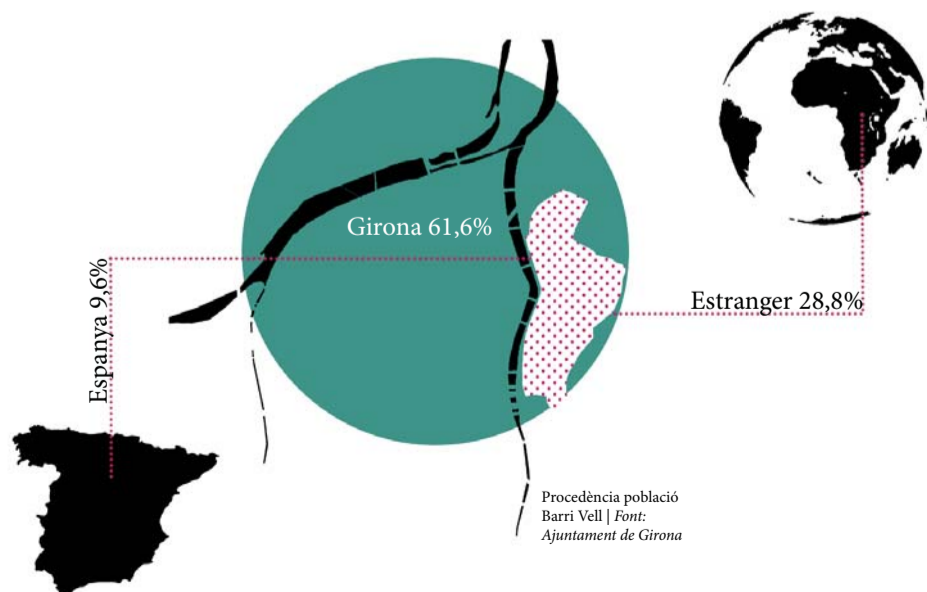 Girona 61,6%
Espanya 9,6%
Estranger 28,8%
Procedència població
Barri Vell | Font:
Ajuntament de Girona